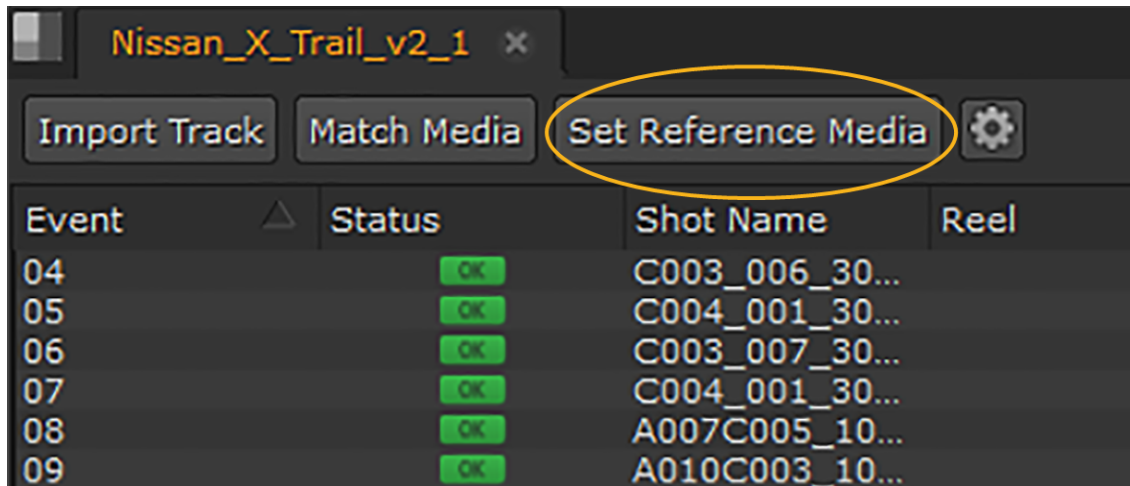 Nissan_X_Trail_v2_1
Import Track Match Media Set Reference Media
Event Status Shot Name Reel
04 OK C003_006_30...
05 OK C004_001_30...
06 OK C003_007_30...
07 OK C004_001_30...
08 OK A007C005_10...
09 OK A010C003_10...